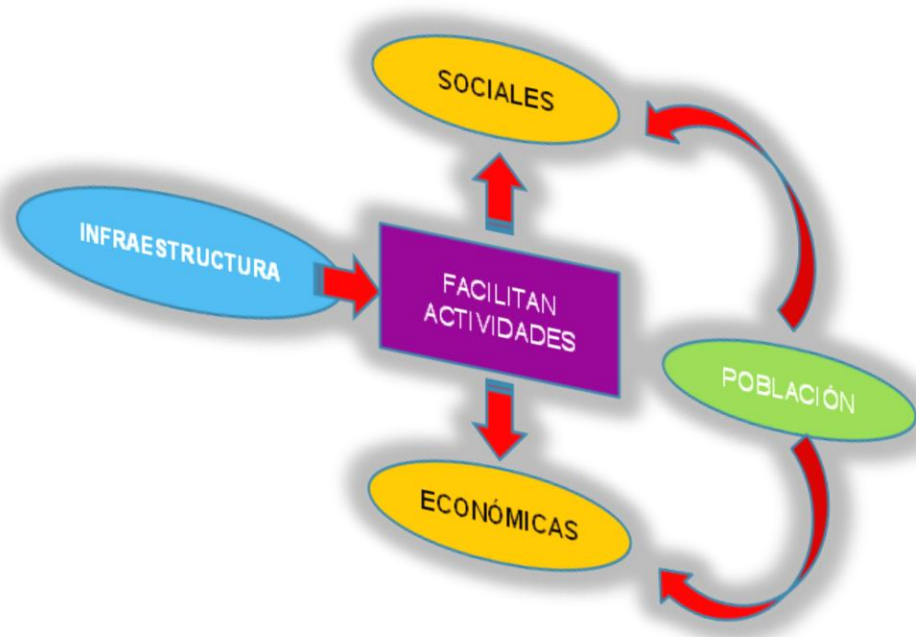 SOCIALES
INFRAESTRUCTURA
FACILITAN
ACTIVIDADES
POBLACIÓN
ECONÓMICAS